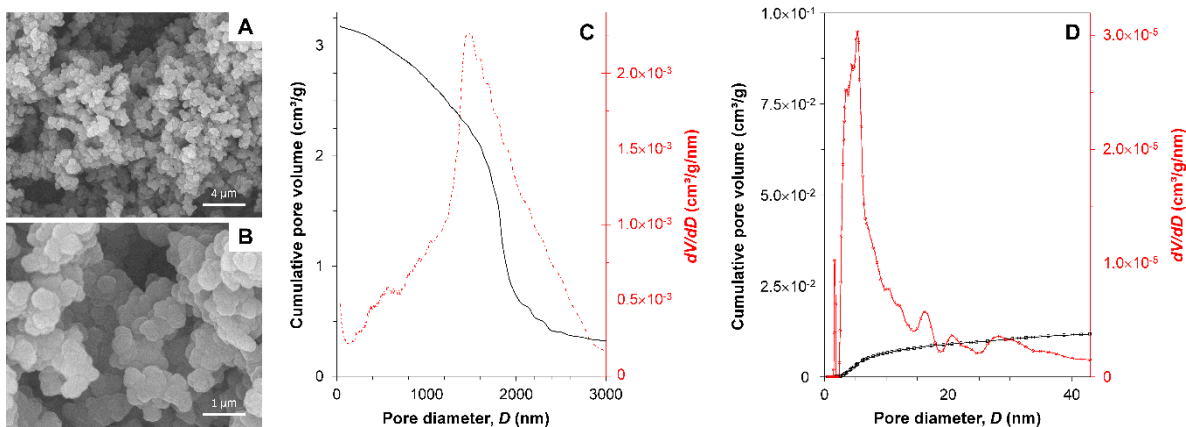 A
4 µm
B
1 µm
C
Cumulative pore volume (cm³/g)
3
2
1
0
0
1000
2000
3000
Pore diameter, D (nm)
2.0×10⁻³
1.5×10⁻³
1.0×10⁻³
0.5×10⁻³
0
dV/dD (cm³/g/nm)
D
Cumulative pore volume (cm³/g)
1.0×10⁻¹
7.5×10⁻²
5.0×10⁻²
2.5×10⁻²
0
0
20
40
Pore diameter, D (nm)
3.0×10⁻⁵
2.0×10⁻⁵
1.0×10⁻⁵
0
dV/dD (cm³/g/nm)